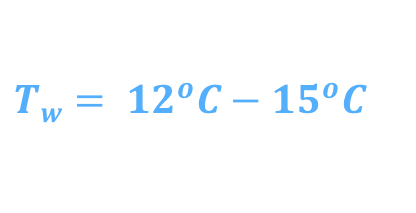 T_w = 12°C – 15°C